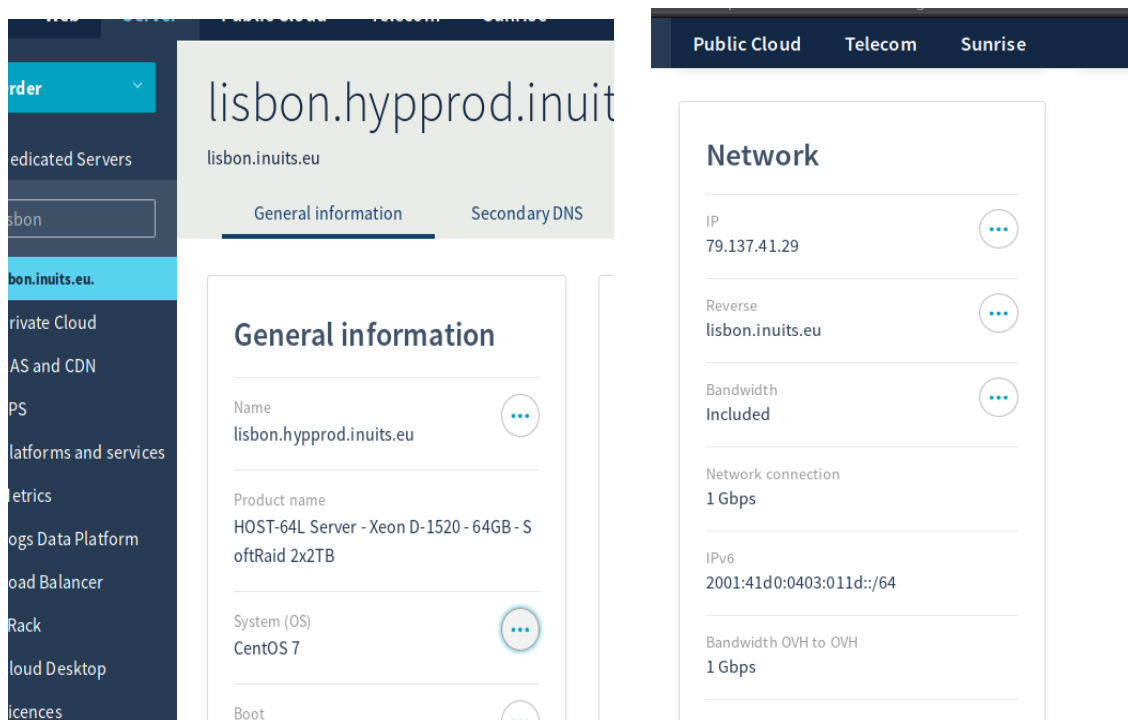 Public Cloud
Telecom
Sunrise
rder
edicated Servers
sbon
bon.inuits.eu.
rivate Cloud
AS and CDN
PS
latforms and services
letrics
ogs Data Platform
oad Balancer
Rack
loud Desktop
icences
lisbon.hypprod.inuit
lisbon.inuits.eu
General information
Secondary DNS
General information
Name
lisbon.hypprod.inuits.eu
Product name
HOST-64L Server - Xeon D-1520 - 64GB - S
oftRaid 2x2TB
System (OS)
CentOS 7
Boot
Public Cloud
Telecom
Sunrise
Network
IP
79.137.41.29
Reverse
lisbon.inuits.eu
Bandwidth
Included
Network connection
1 Gbps
IPv6
2001:41d0:0403:011d::/64
Bandwidth OVH to OVH
1 Gbps